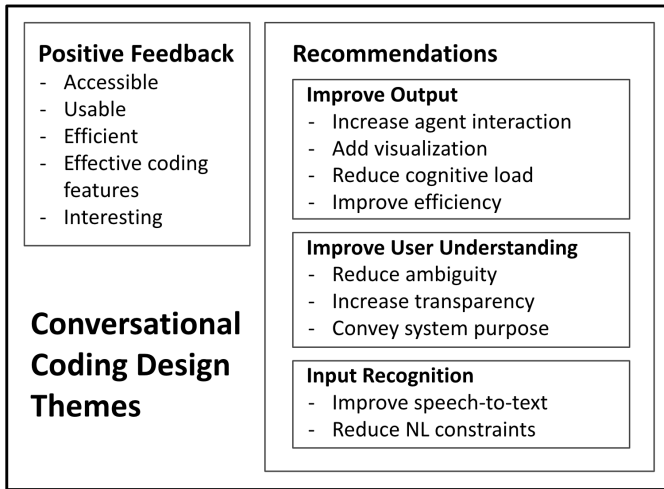 Positive Feedback
- Accessible
- Usable
- Efficient
- Effective coding
features
- Interesting
Conversational
Coding Design
Themes
Recommendations
Improve Output
- Increase agent interaction
- Add visualization
- Reduce cognitive load
- Improve efficiency
Improve User Understanding
- Reduce ambiguity
- Increase transparency
- Convey system purpose
Input Recognition
- Improve speech-to-text
- Reduce NL constraints